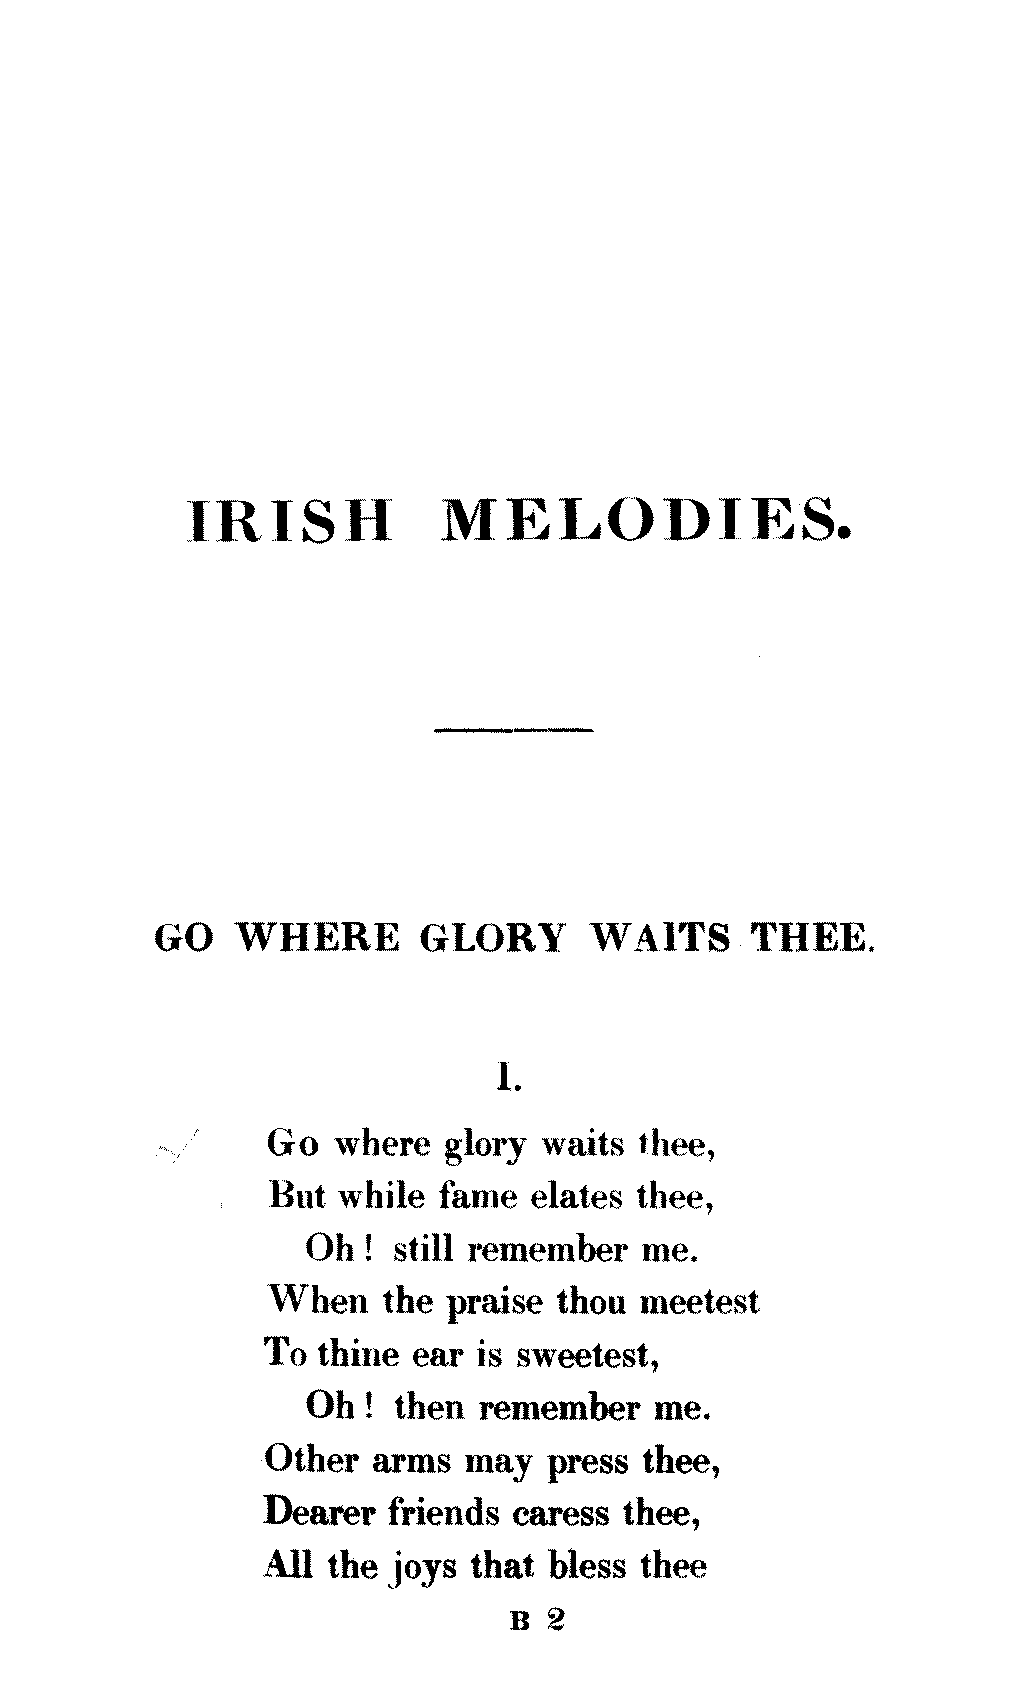 IRISH MELODIES.
GO WHERE GLORY WAITS THEE.
I.
Go where glory waits thee,
But while fame elates thee,
Oh! still remember me.
When the praise thou meetest
To thine ear is sweetest,
Oh! then remember me.
Other arms may press thee,
Dearer friends caress thee,
All the joys that bless thee
B 2